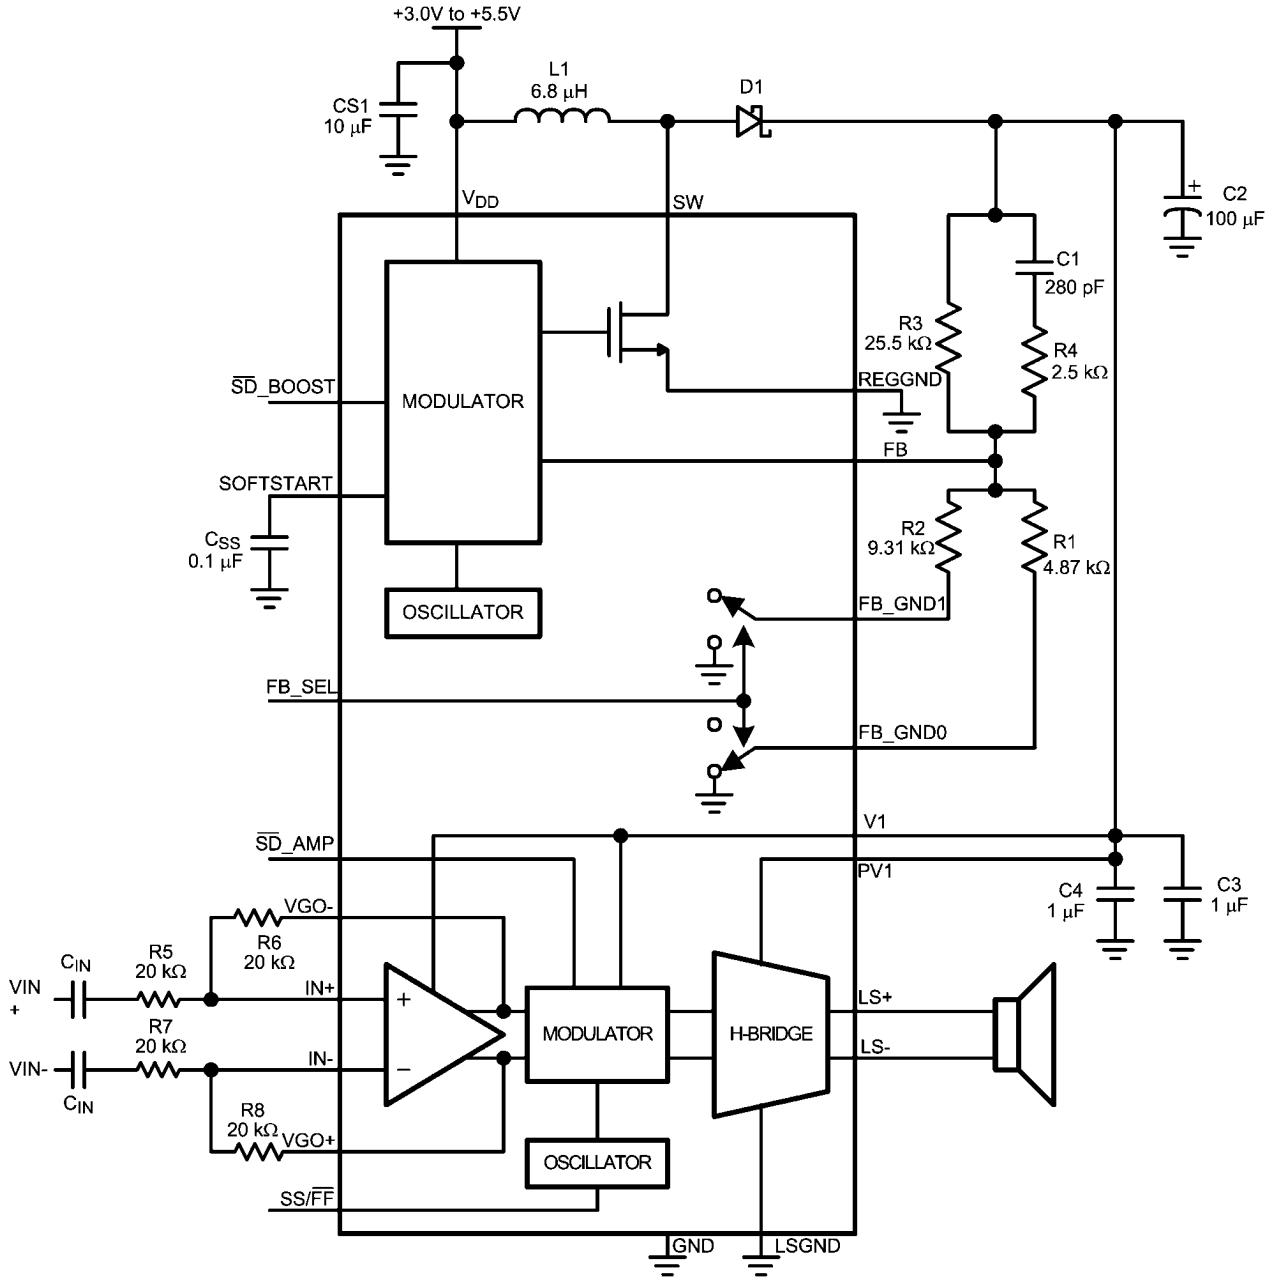 +3.0V to +5.5V
L1
6.8 μH
D1
CS1
10 μF
VDD
SW
+
C2
100 μF
C1
280 pF
R3
25.5 kΩ
R4
2.5 kΩ
SD_BOOST
MODULATOR
REGGND
FB
SOFTSTART
CSS
0.1 μF
R2
9.31 kΩ
R1
4.87 kΩ
OSCILLATOR
FB_GND1
FB_SEL
FB_GND0
V1
SD_AMP
PV1
C4
1 μF
C3
1 μF
VGO-
R6
20 kΩ
R5
20 kΩ
CIN
VIN
+
IN+
+
LS+
R7
20 kΩ
MODULATOR
H-BRIDGE
VIN-
IN-
–
LS-
CIN
R8
20 kΩ
VGO+
OSCILLATOR
SS/FF
GND
LSGND